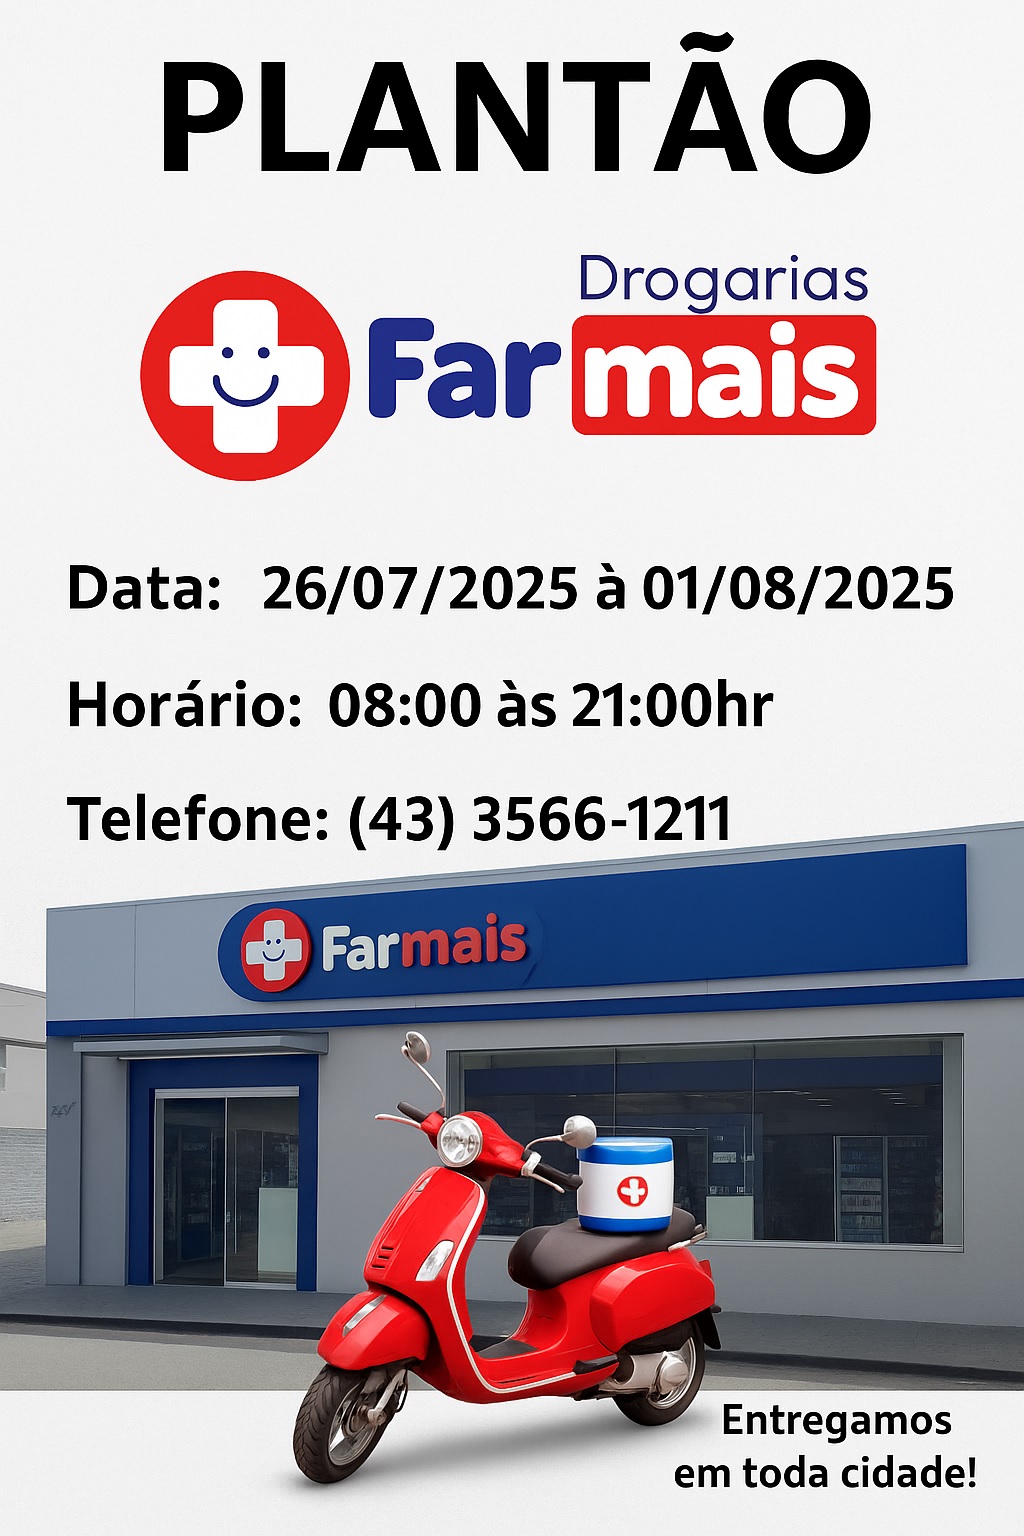 PLANTÃO
Drogarias
Farmais
Data: 26/07/2025 à 01/08/2025
Horário: 08:00 às 21:00hr
Telefone: (43) 3566-1211
Farmais
Entregamos
em toda cidade!